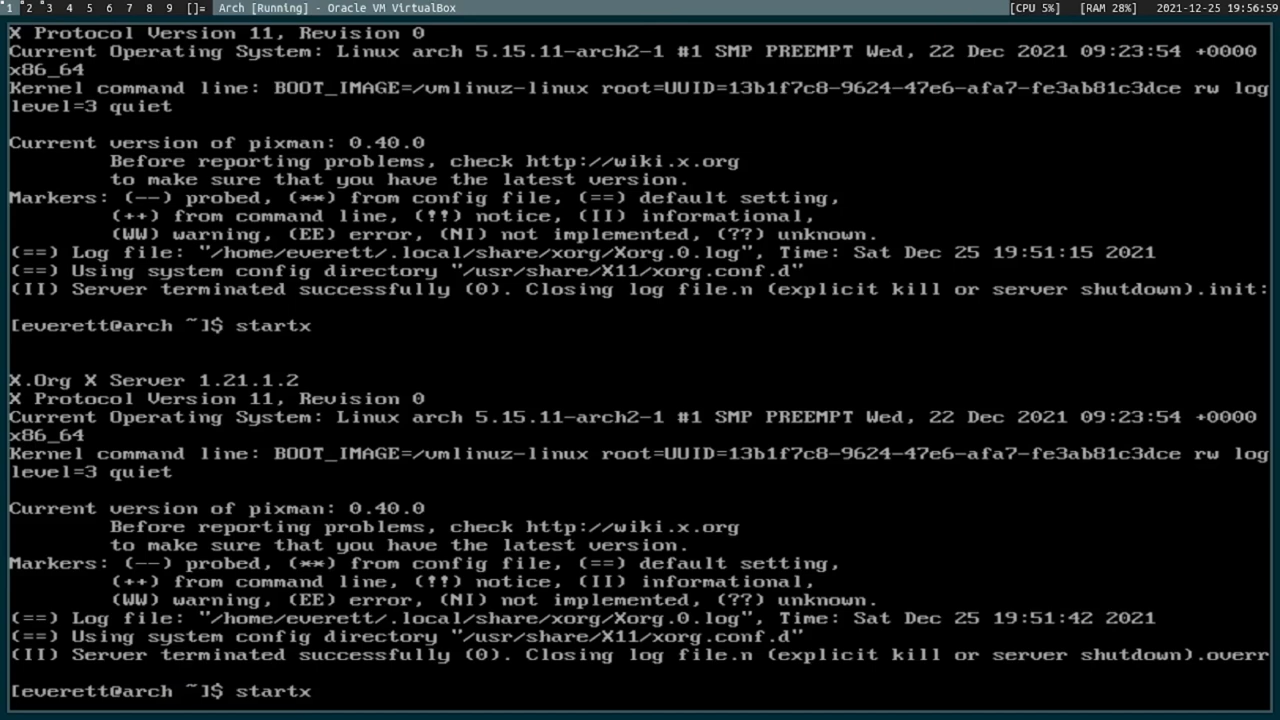 1 2 3 4 5 6 7 8 9 []= Arch [Running] - Oracle VM VirtualBox [CPU 5%] [RAM 28%] 2021-12-25 19:56:59
X Protocol Version 11, Revision 0
Current Operating System: Linux arch 5.15.11-arch2-1 #1 SMP PREEMPT Wed, 22 Dec 2021 09:23:54 +0000
x86_64
Kernel command line: BOOT_IMAGE=/vmlinuz-linux root=UUID=13b1f7c8-9624-47e6-afa7-fe3ab81c3dce rw log
level=3 quiet
Current version of pixman: 0.40.0
Before reporting problems, check http://wiki.x.org
to make sure that you have the latest version.
Markers: (--) probed, (**) from config file, (==) default setting,
(++) from command line, (!!) notice, (II) informational,
(WW) warning, (EE) error, (NI) not implemented, (??) unknown.
(==) Log file: "/home/everett/.local/share/xorg/Xorg.0.log", Time: Sat Dec 25 19:51:15 2021
(==) Using system config directory "/usr/share/X11/xorg.conf.d"
(II) Server terminated successfully (0). Closing log file.n (explicit kill or server shutdown).init:
[everett@arch ~]$ startx
X.Org X Server 1.21.1.2
X Protocol Version 11, Revision 0
Current Operating System: Linux arch 5.15.11-arch2-1 #1 SMP PREEMPT Wed, 22 Dec 2021 09:23:54 +0000
x86_64
Kernel command line: BOOT_IMAGE=/vmlinuz-linux root=UUID=13b1f7c8-9624-47e6-afa7-fe3ab81c3dce rw log
level=3 quiet
Current version of pixman: 0.40.0
Before reporting problems, check http://wiki.x.org
to make sure that you have the latest version.
Markers: (--) probed, (**) from config file, (==) default setting,
(++) from command line, (!!) notice, (II) informational,
(WW) warning, (EE) error, (NI) not implemented, (??) unknown.
(==) Log file: "/home/everett/.local/share/xorg/Xorg.0.log", Time: Sat Dec 25 19:51:42 2021
(==) Using system config directory "/usr/share/X11/xorg.conf.d"
(II) Server terminated successfully (0). Closing log file.n (explicit kill or server shutdown).overr
[everett@arch ~]$ startx